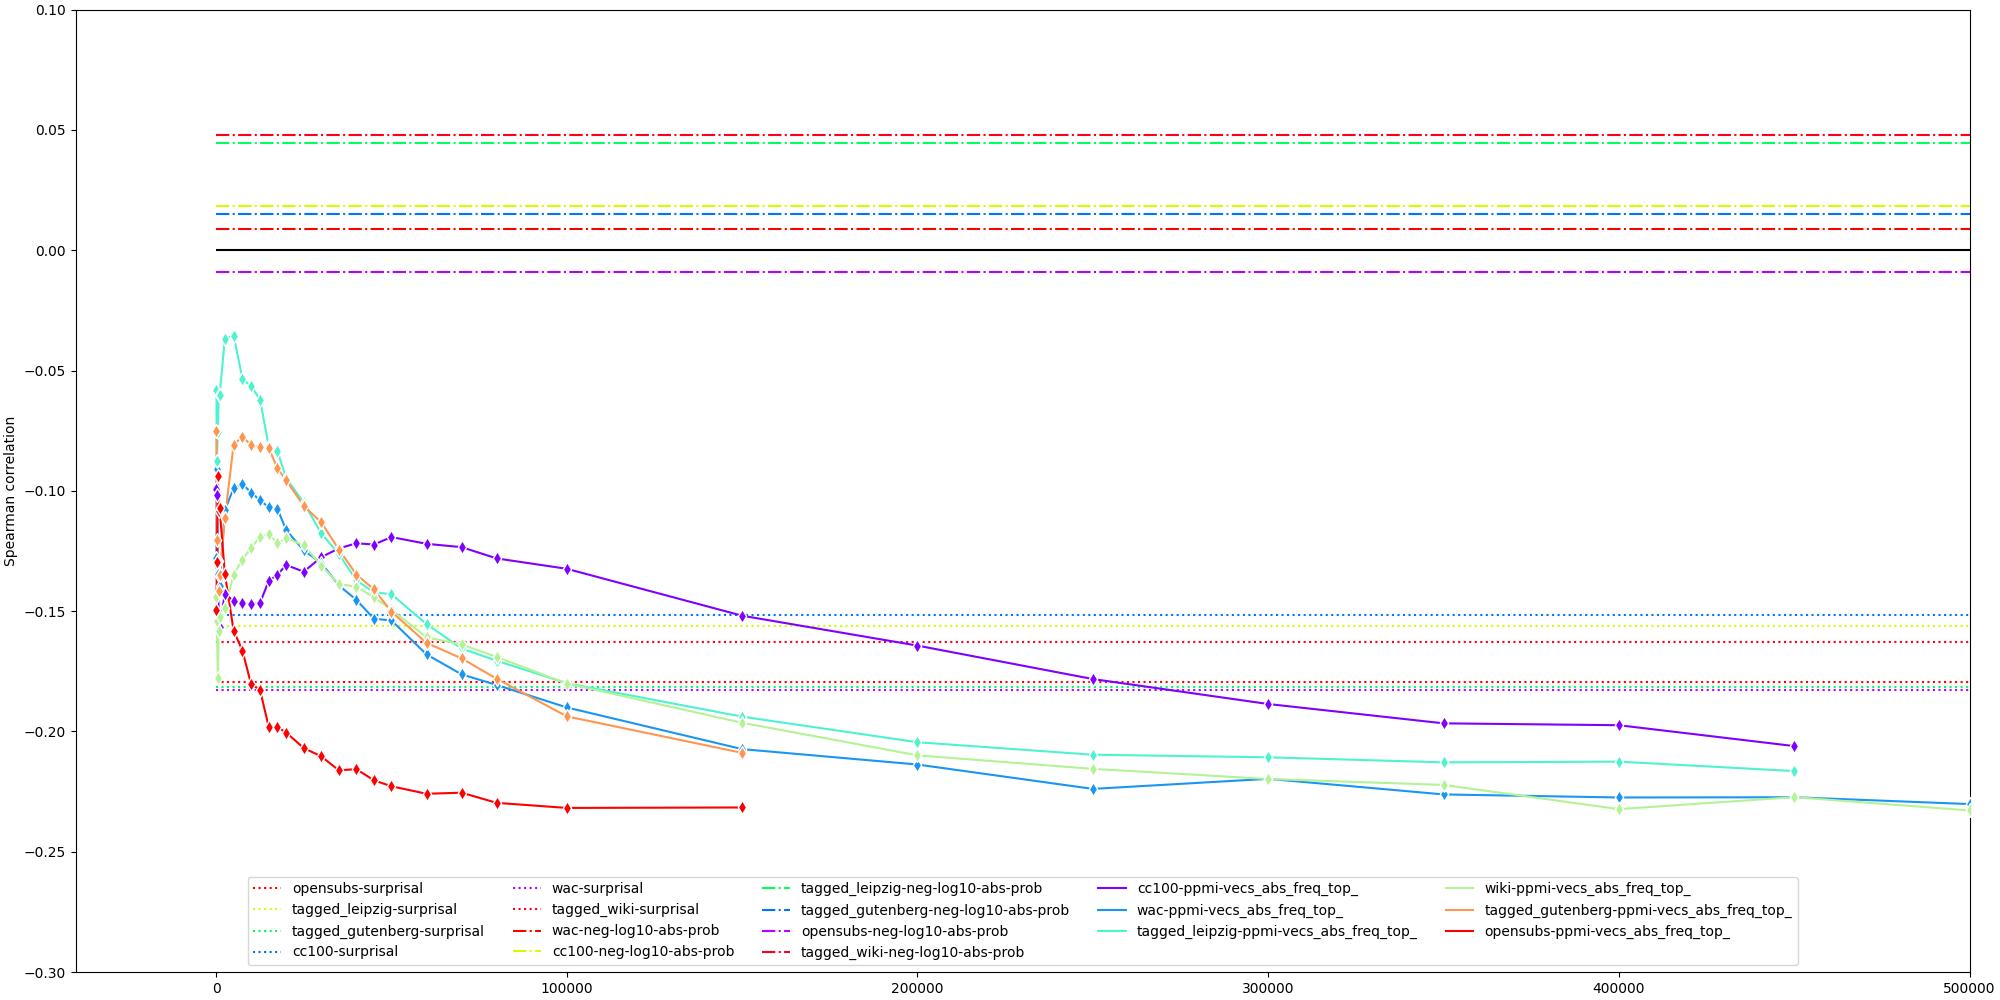 0.10
0.05
0.00
−0.05
−0.10
−0.15
−0.20
−0.25
−0.30
Spearman correlation
opensubs-surprisal
tagged_leipzig-surprisal
tagged_gutenberg-surprisal
cc100-surprisal
wac-surprisal
tagged_wiki-surprisal
wac-neg-log10-abs-prob
cc100-neg-log10-abs-prob
tagged_leipzig-neg-log10-abs-prob
tagged_gutenberg-neg-log10-abs-prob
opensubs-neg-log10-abs-prob
tagged_wiki-neg-log10-abs-prob
cc100-ppmi-vecs_abs_freq_top_
wac-ppmi-vecs_abs_freq_top_
tagged_leipzig-ppmi-vecs_abs_freq_top_
wiki-ppmi-vecs_abs_freq_top_
tagged_gutenberg-ppmi-vecs_abs_freq_top_
opensubs-ppmi-vecs_abs_freq_top_
0 100000 200000 300000 400000 500000